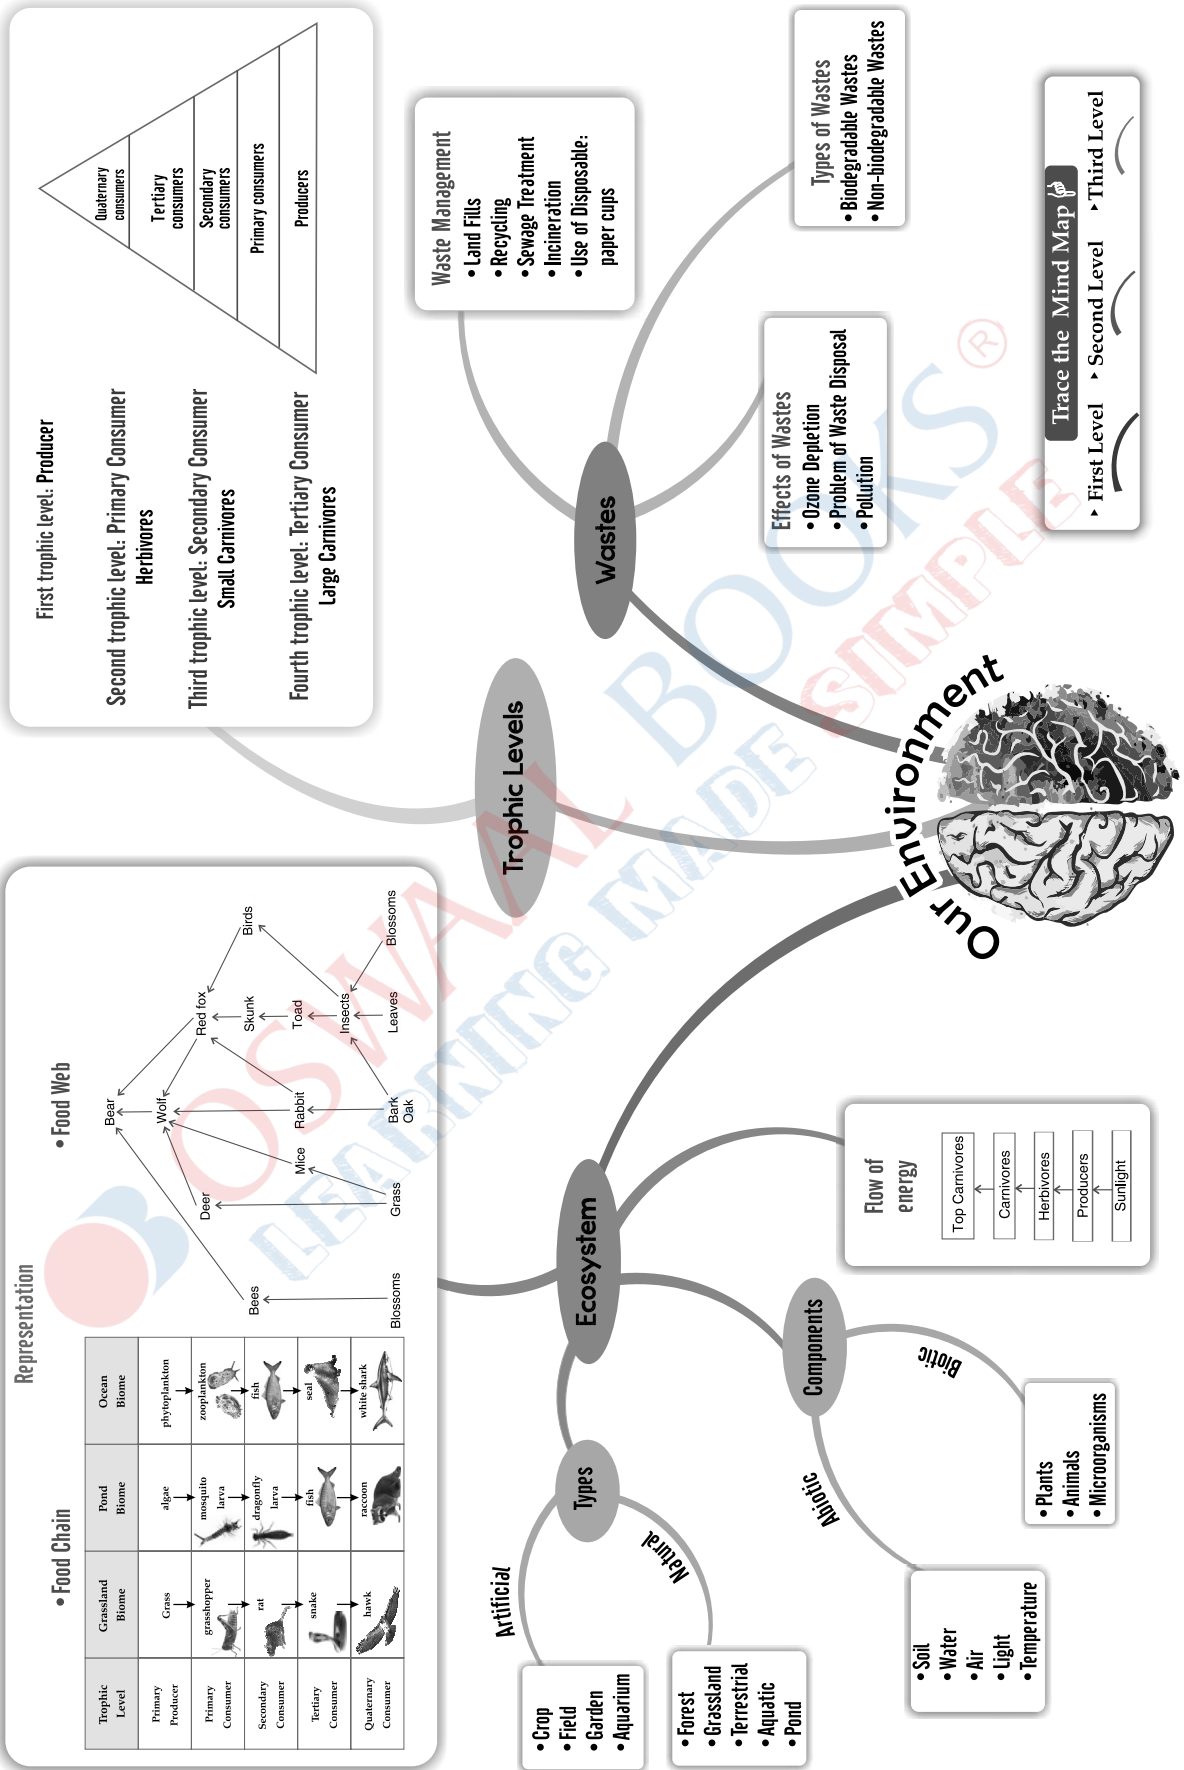 Representation
• Food Chain
Trophic Level
Grassland Biome
Pond Biome
Ocean Biome
Primary Producer
Grass
algae
phytoplankton
Primary Consumer
grasshopper
mosquito larva
zooplankton
Secondary Consumer
rat
dragonfly larva
fish
Tertiary Consumer
snake
fish
seal
Quaternary Consumer
hawk
raccoon
white shark
• Food Web
Bear
Wolf
Deer
Red fox
Bees
Skunk
Birds
Mice
Rabbit
Toad
Insects
Blossoms
Grass
Bark
Oak
Leaves
Blossoms
First trophic level: Producer
Second trophic level: Primary Consumer
Herbivores
Third trophic level: Secondary Consumer
Small Carnivores
Fourth trophic level: Tertiary Consumer
Large Carnivores
Quaternary
consumers
Tertiary
consumers
Secondary
consumers
Primary consumers
Producers
Trophic Levels
Ecosystem
Types
Artificial
• Crop
• Field
• Garden
• Aquarium
Natural
• Forest
• Grassland
• Terrestrial
• Aquatic
• Pond
Components
Abiotic
• Soil
• Water
• Air
• Light
• Temperature
Biotic
• Plants
• Animals
• Microorganisms
Flow of
energy
Top Carnivores
Carnivores
Herbivores
Producers
Sunlight
Wastes
Waste Management
• Land Fills
• Recycling
• Sewage Treatment
• Incineration
• Use of Disposable:
paper cups
Types of Wastes
• Biodegradable Wastes
• Non-biodegradable Wastes
Effects of Wastes
• Ozone Depletion
• Problem of Waste Disposal
• Pollution
Our Environment
Trace the Mind Map
▸ First Level ▸ Second Level ▸ Third Level
OSWAAL BOOKS ®
LEARNING MADE SIMPLE